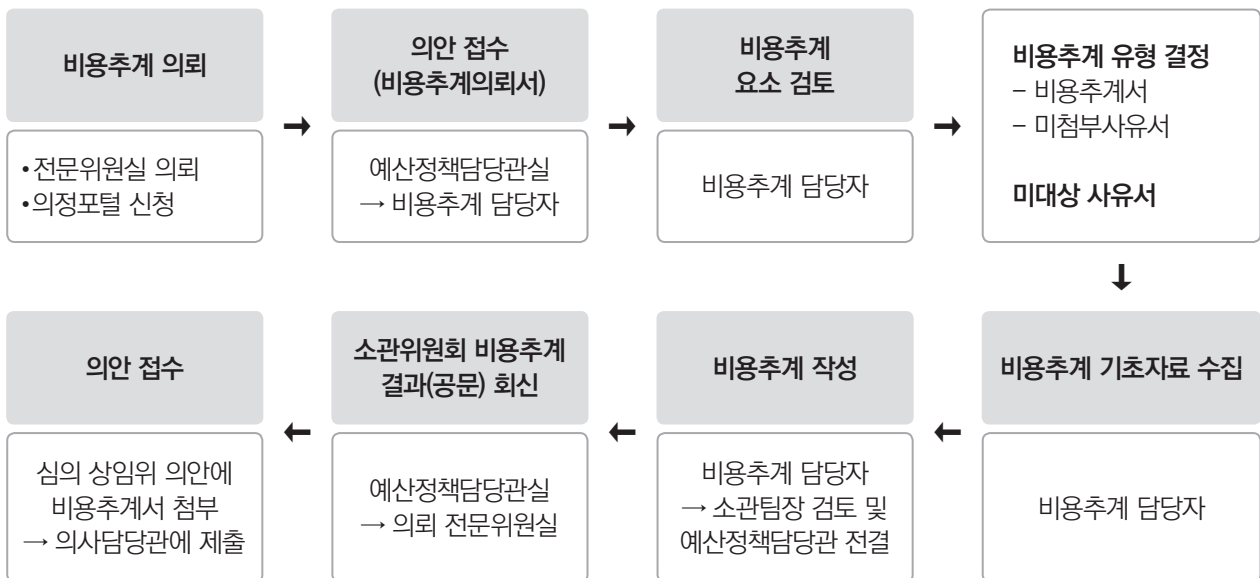 비용추계 의뢰
•전문위원실 의뢰
•의정포털 신청
→
의안 접수
(비용추계의뢰서)
예산정책담당관실
→ 비용추계 담당자
→
비용추계
요소 검토
비용추계 담당자
→
비용추계 유형 결정
– 비용추계서
– 미첨부사유서
미대상 사유서
↓
비용추계 기초자료 수집
비용추계 담당자
←
비용추계 작성
비용추계 담당자
→ 소관팀장 검토 및
예산정책담당관 전결
←
소관위원회 비용추계
결과(공문) 회신
예산정책담당관실
→ 의뢰 전문위원실
←
의안 접수
심의 상임위 의안에
비용추계서 첨부
→ 의사담당관에 제출